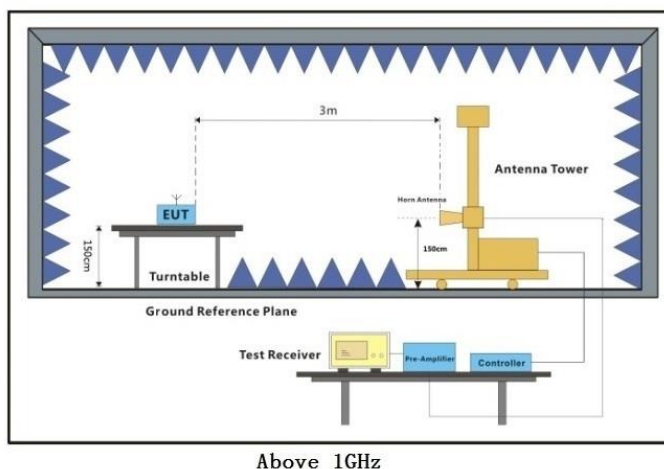 3m
Antenna Tower
Horn Antenna
EUT
150cm
150cm
Turntable
Ground Reference Plane
Test Receiver
Pre-Amplifier
Controller
Above 1GHz